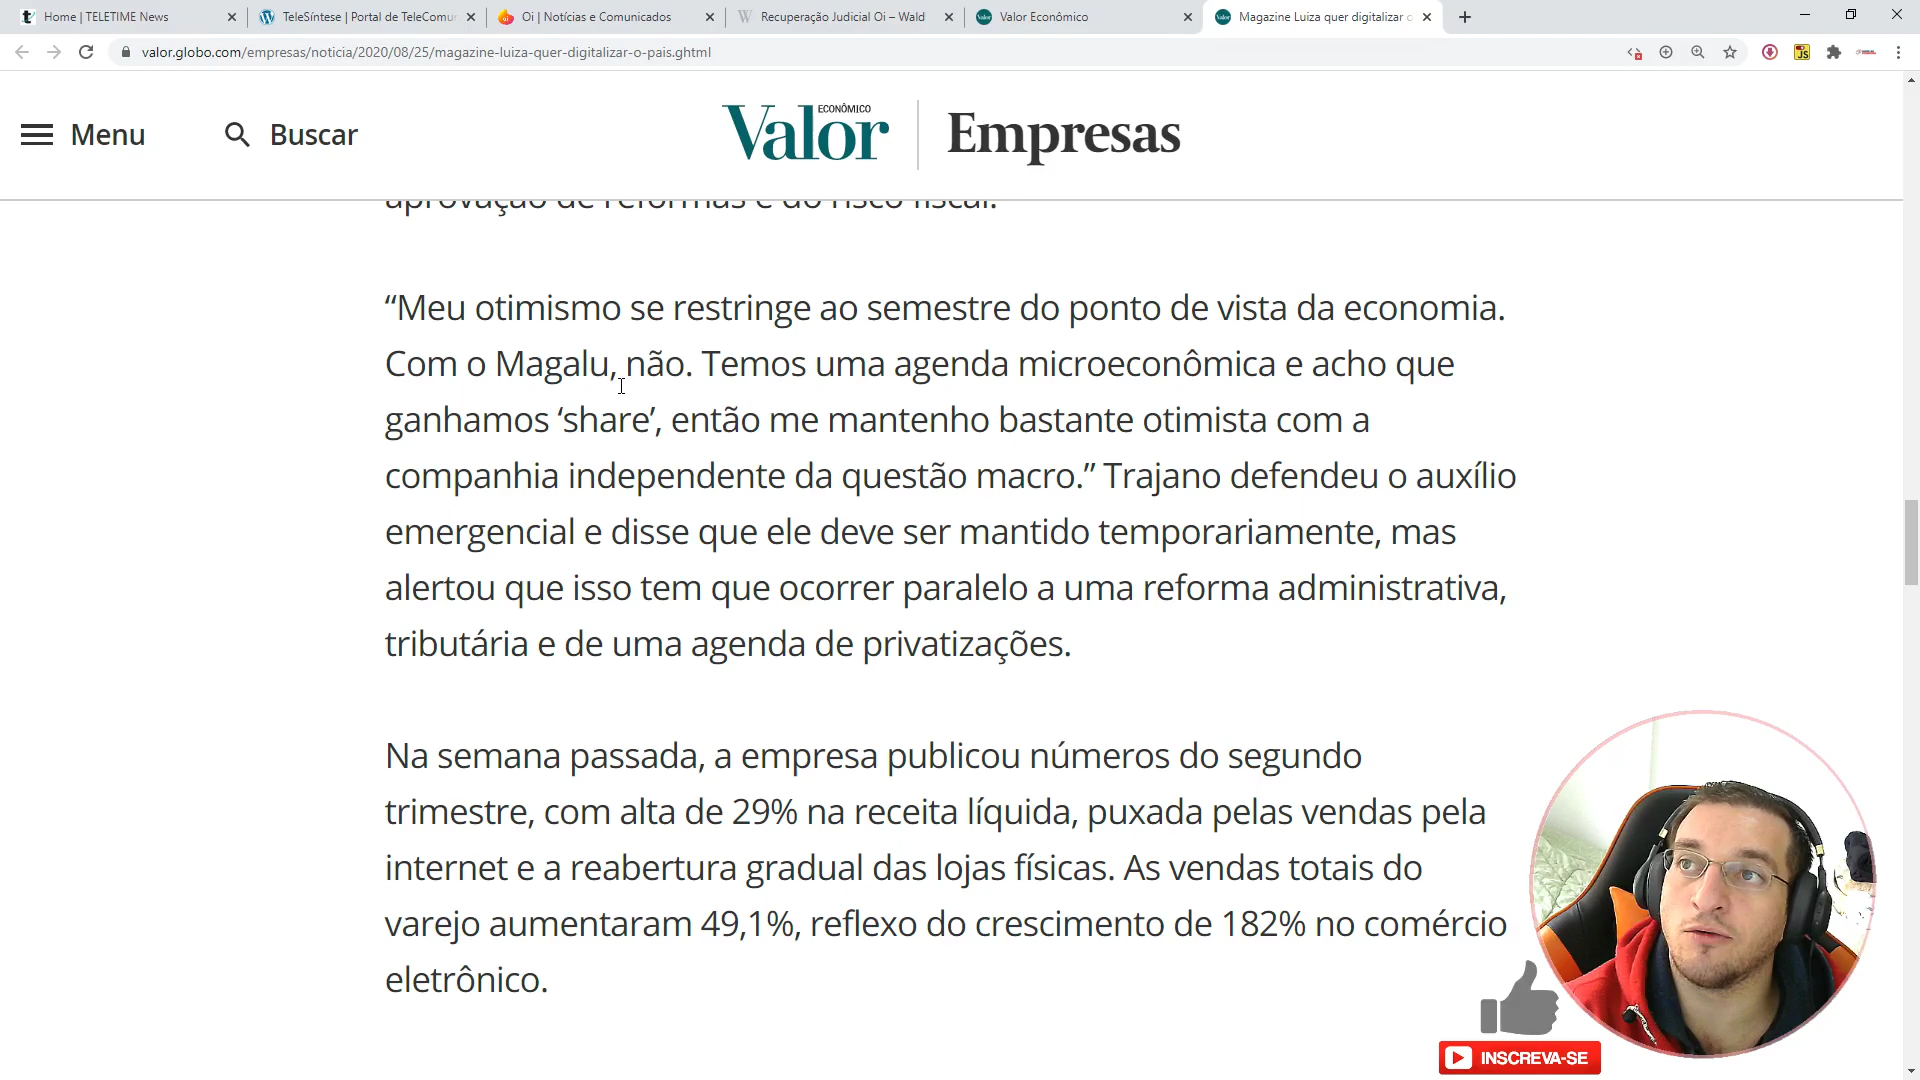 Home | TELETIME News
TeleSíntese | Portal de TeleComu
Oi | Notícias e Comunicados
Recuperação Judicial Oi – Wald
Valor Econômico
Magazine Luiza quer digitalizar o
valor.globo.com/empresas/noticia/2020/08/25/magazine-luiza-quer-digitalizar-o-pais.ghtml
Menu
Buscar
Valor ECONÔMICO
Empresas
aprovação de reformas e do risco fiscal.
“Meu otimismo se restringe ao semestre do ponto de vista da economia.
Com o Magalu, não. Temos uma agenda microeconômica e acho que
ganhamos ‘share’, então me mantenho bastante otimista com a
companhia independente da questão macro.” Trajano defendeu o auxílio
emergencial e disse que ele deve ser mantido temporariamente, mas
alertou que isso tem que ocorrer paralelo a uma reforma administrativa,
tributária e de uma agenda de privatizações.
Na semana passada, a empresa publicou números do segundo
trimestre, com alta de 29% na receita líquida, puxada pelas vendas pela
internet e a reabertura gradual das lojas físicas. As vendas totais do
varejo aumentaram 49,1%, reflexo do crescimento de 182% no comércio
eletrônico.
INSCREVA-SE